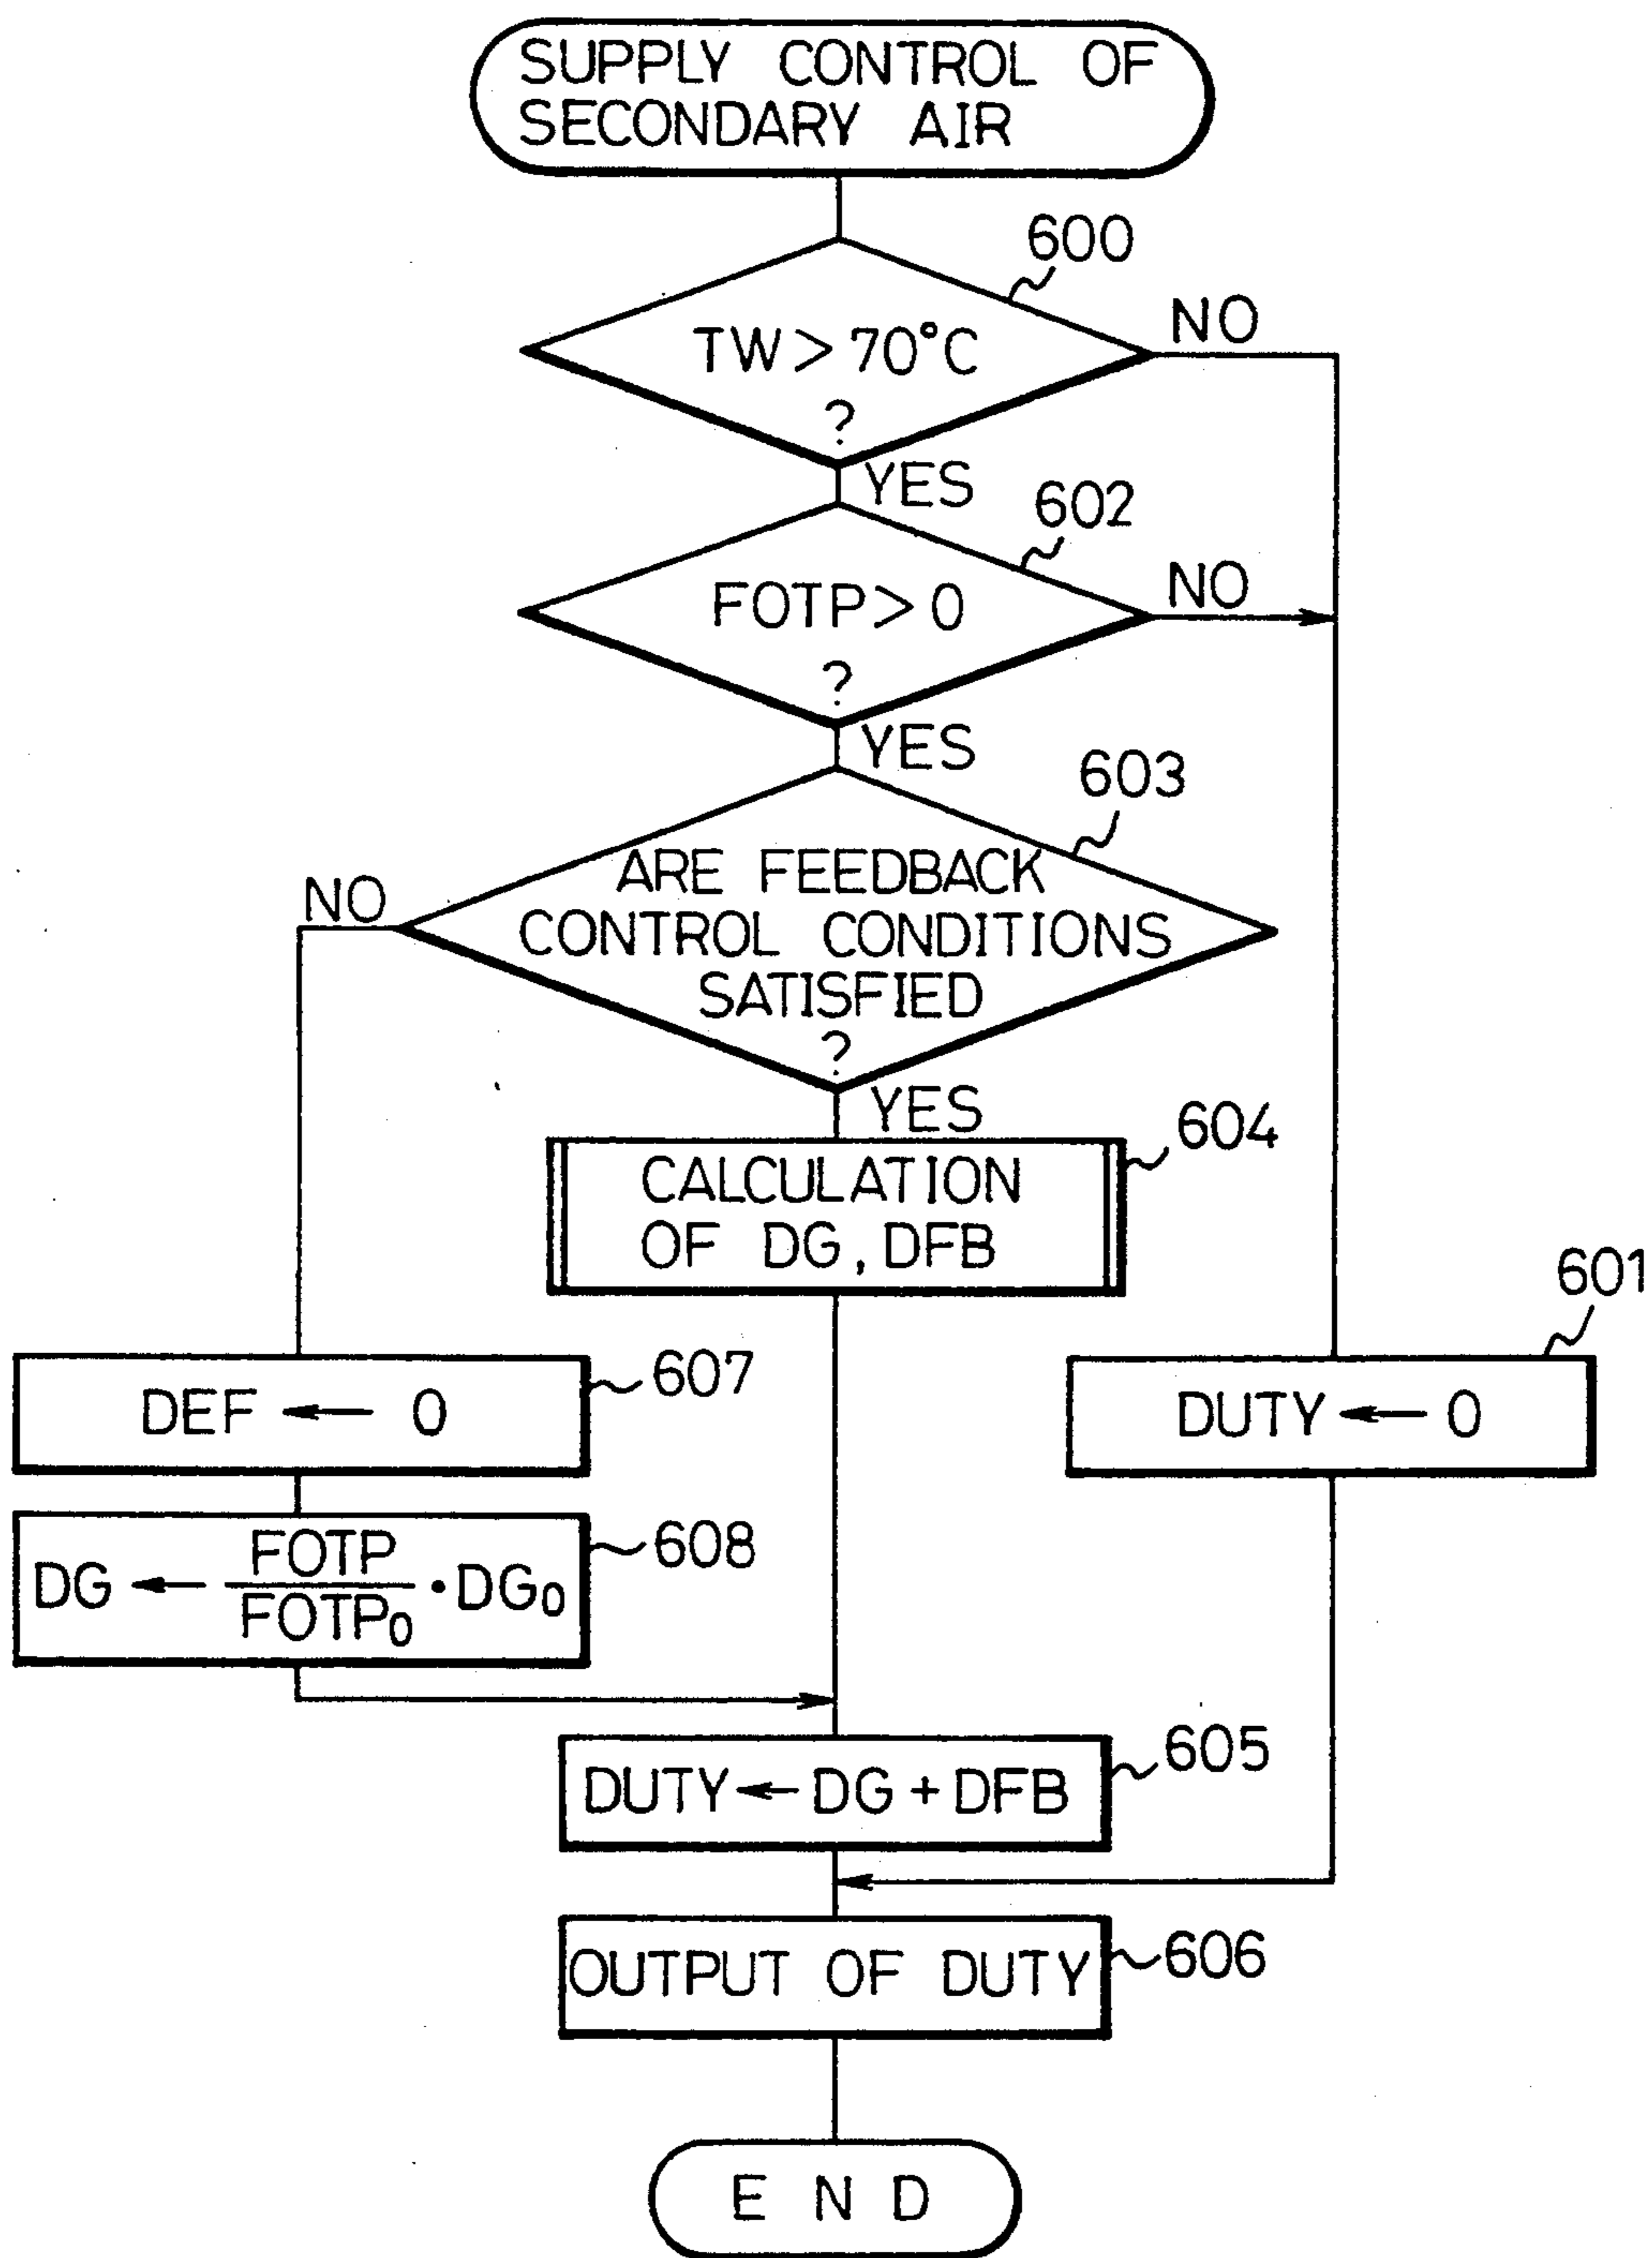 SUPPLY CONTROL OF
SECONDARY AIR
600
TW > 70°C
?
NO
YES
602
FOTP > 0
?
NO
YES
603
ARE FEEDBACK
CONTROL CONDITIONS
SATISFIED
?
NO
YES
604
CALCULATION
OF DG, DFB
601
DUTY ← 0
607
DEF ← 0
608
DG ← FOTP/FOTP₀ · DG₀
605
DUTY ← DG + DFB
606
OUTPUT OF DUTY
END